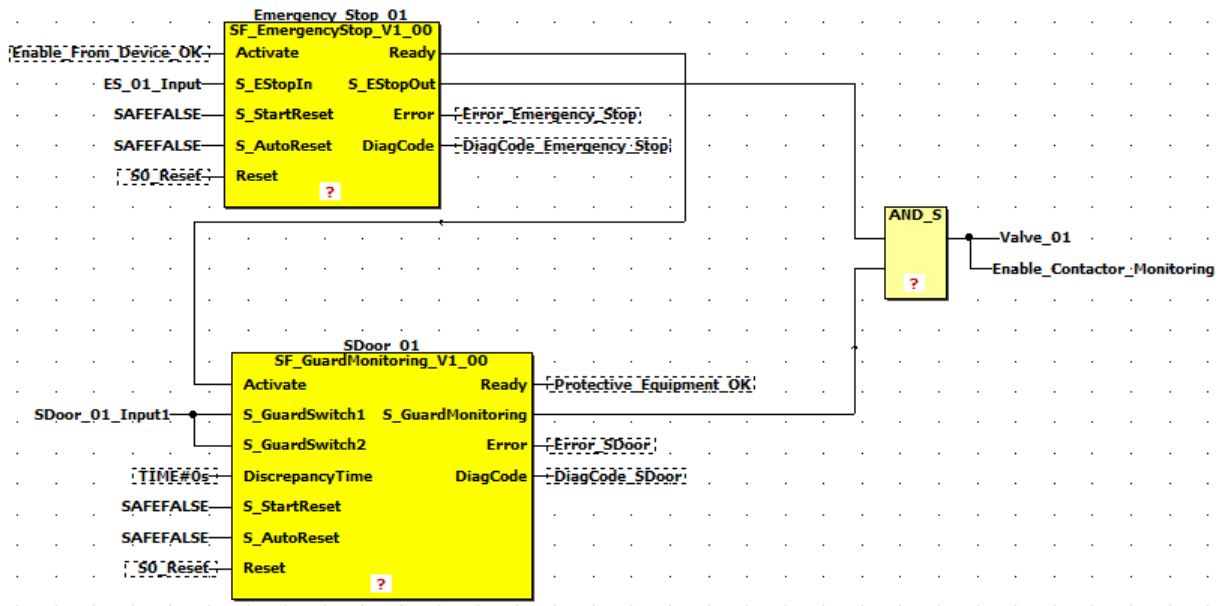 Emergency_Stop_01
SF_EmergencyStop_V1_00
Enable_From_Device_OK Activate Ready
ES_01_Input S_EStopIn S_EStopOut
SAFEFALSE S_StartReset Error Error_Emergency_Stop
SAFEFALSE S_AutoReset DiagCode DiagCode_Emergency_Stop
S0_Reset Reset
?
AND_S
Valve_01
Enable_Contactor_Monitoring
?
SDoor_01
SF_GuardMonitoring_V1_00
Activate Ready Protective_Equipment_OK
SDoor_01_Input1 S_GuardSwitch1 S_GuardMonitoring
S_GuardSwitch2 Error Error_SDoor
TIME#0s DiscrepancyTime DiagCode DiagCode_SDoor
SAFEFALSE S_StartReset
SAFEFALSE S_AutoReset
S0_Reset Reset
?